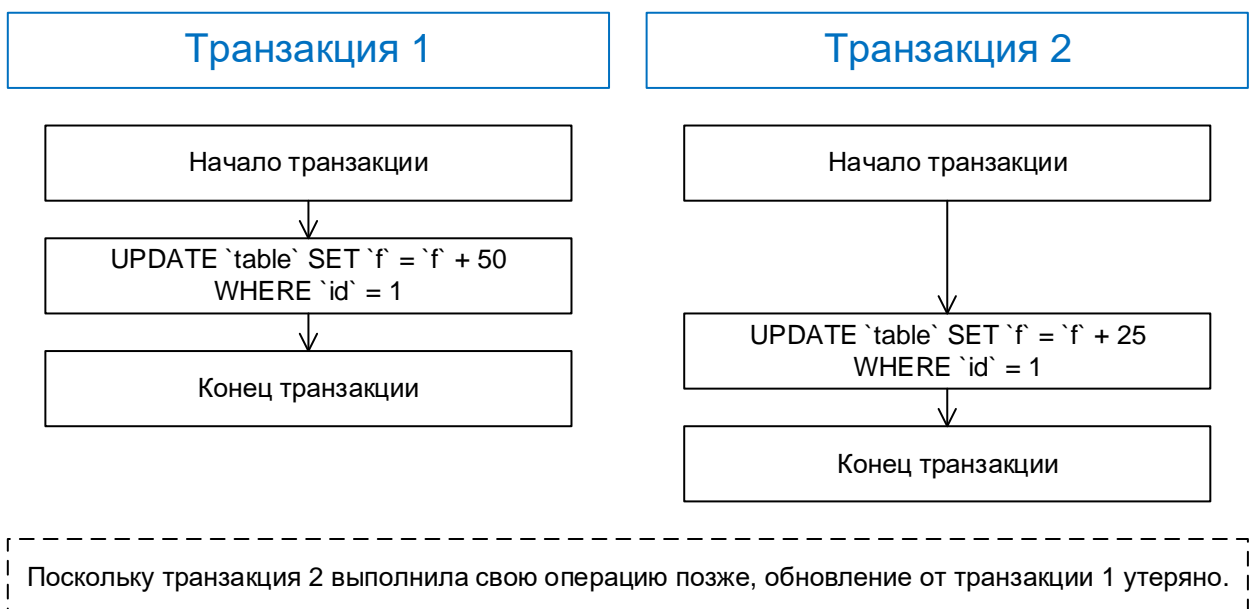 Транзакция 1
Транзакция 2
Начало транзакции
Начало транзакции
UPDATE `table` SET `f` = `f` + 50
WHERE `id` = 1
UPDATE `table` SET `f` = `f` + 25
WHERE `id` = 1
Конец транзакции
Конец транзакции
Поскольку транзакция 2 выполнила свою операцию позже, обновление от транзакции 1 утеряно.